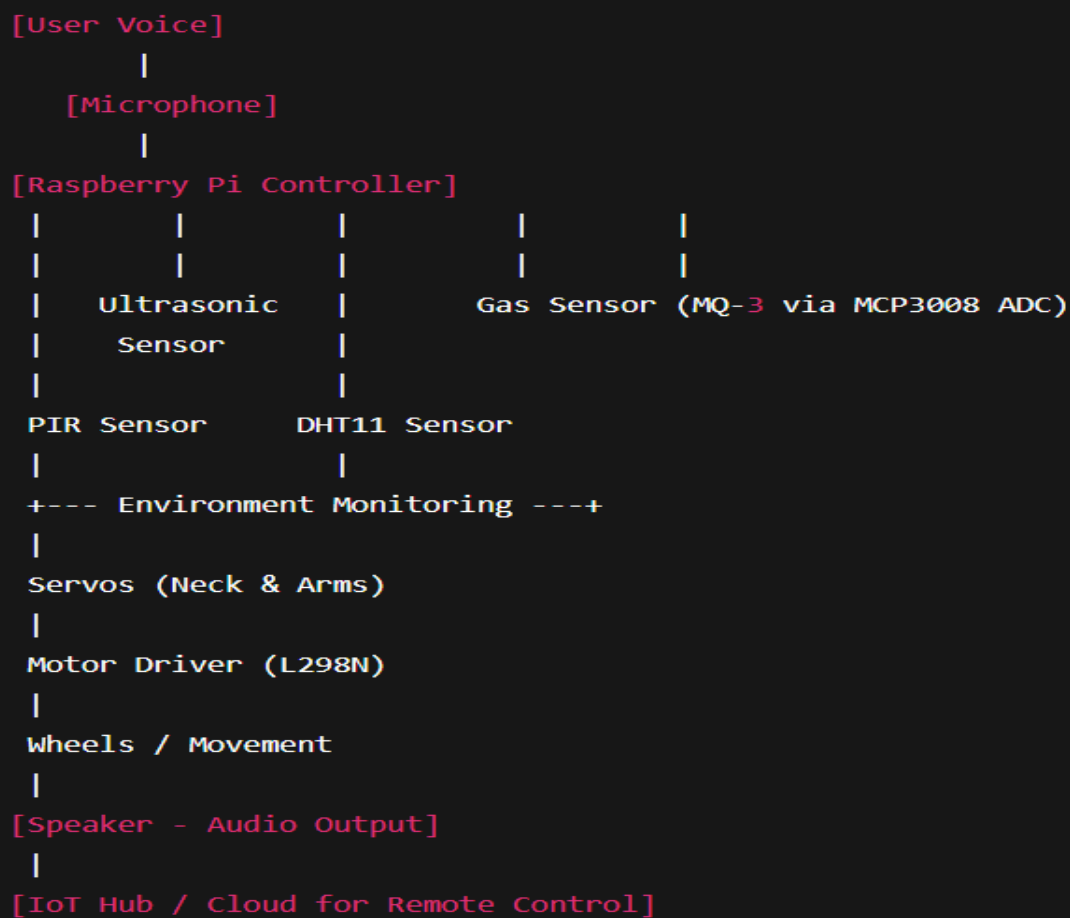 [User Voice]
|
[Microphone]
|
[Raspberry Pi Controller]
| | | | |
| | | | |
| Ultrasonic | Gas Sensor (MQ-3 via MCP3008 ADC)
| Sensor |
| |
PIR Sensor DHT11 Sensor
| |
+--- Environment Monitoring ---+
|
Servos (Neck & Arms)
|
Motor Driver (L298N)
|
Wheels / Movement
|
[Speaker - Audio Output]
|
[IoT Hub / Cloud for Remote Control]